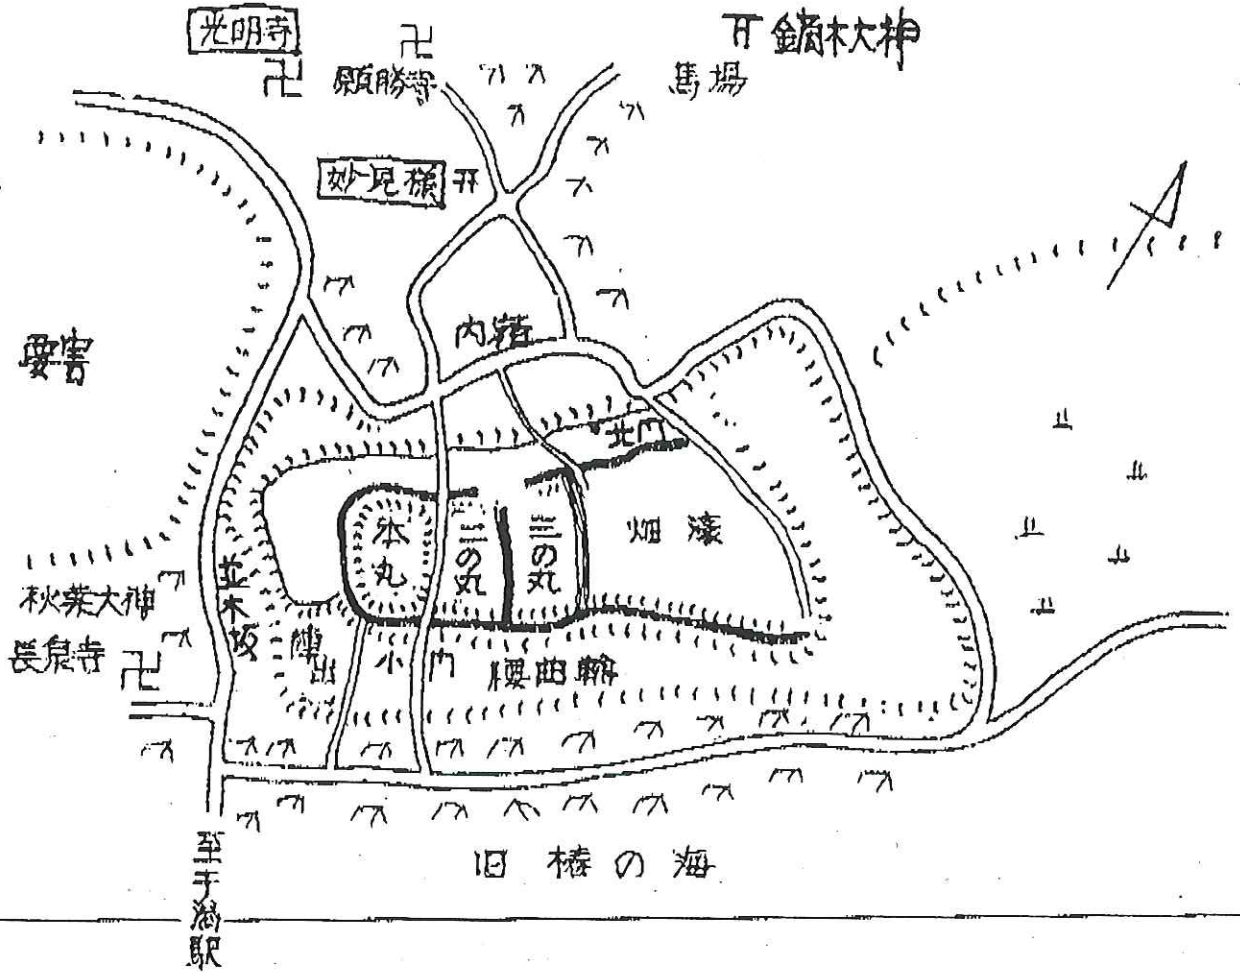 光明寺
願勝寺
鏑木大神
馬場
妙見様
内宿
要害
北門
本丸
二の丸
三の丸
畑
秋葉大神
長泉寺
並木坂
陣出
小門
腰曲輪
旧椿の海
至干潟駅